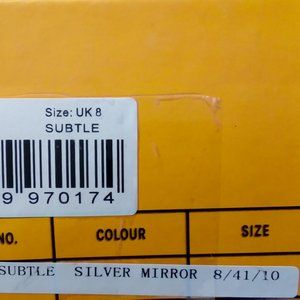 Size: UK 8
SUBTLE
9 970174
NO. COLOUR SIZE
SUBTLE SILVER MIRROR 8/41/10